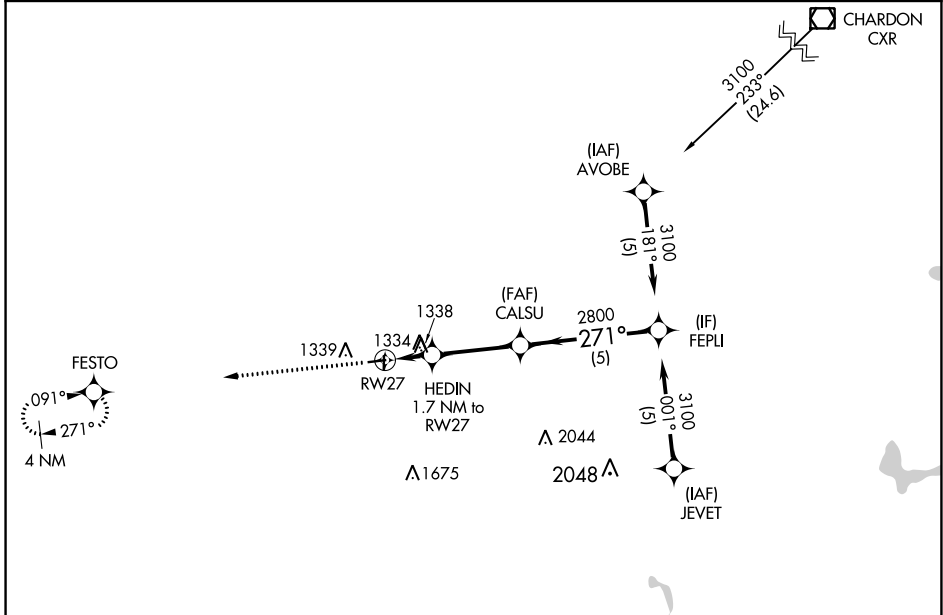 CHARDON
CXR
3100
233°
(24.6)
(IAF)
AVOBE
3100
181°
(5)
(FAF)
CALSU
2800
271°
(5)
(IF)
FEPLI
1338
1334
1339
RW27
HEDIN
1.7 NM to
RW27
FESTO
091°
271°
4 NM
3100
001°
(5)
2044
2048
1675
(IAF)
JEVET